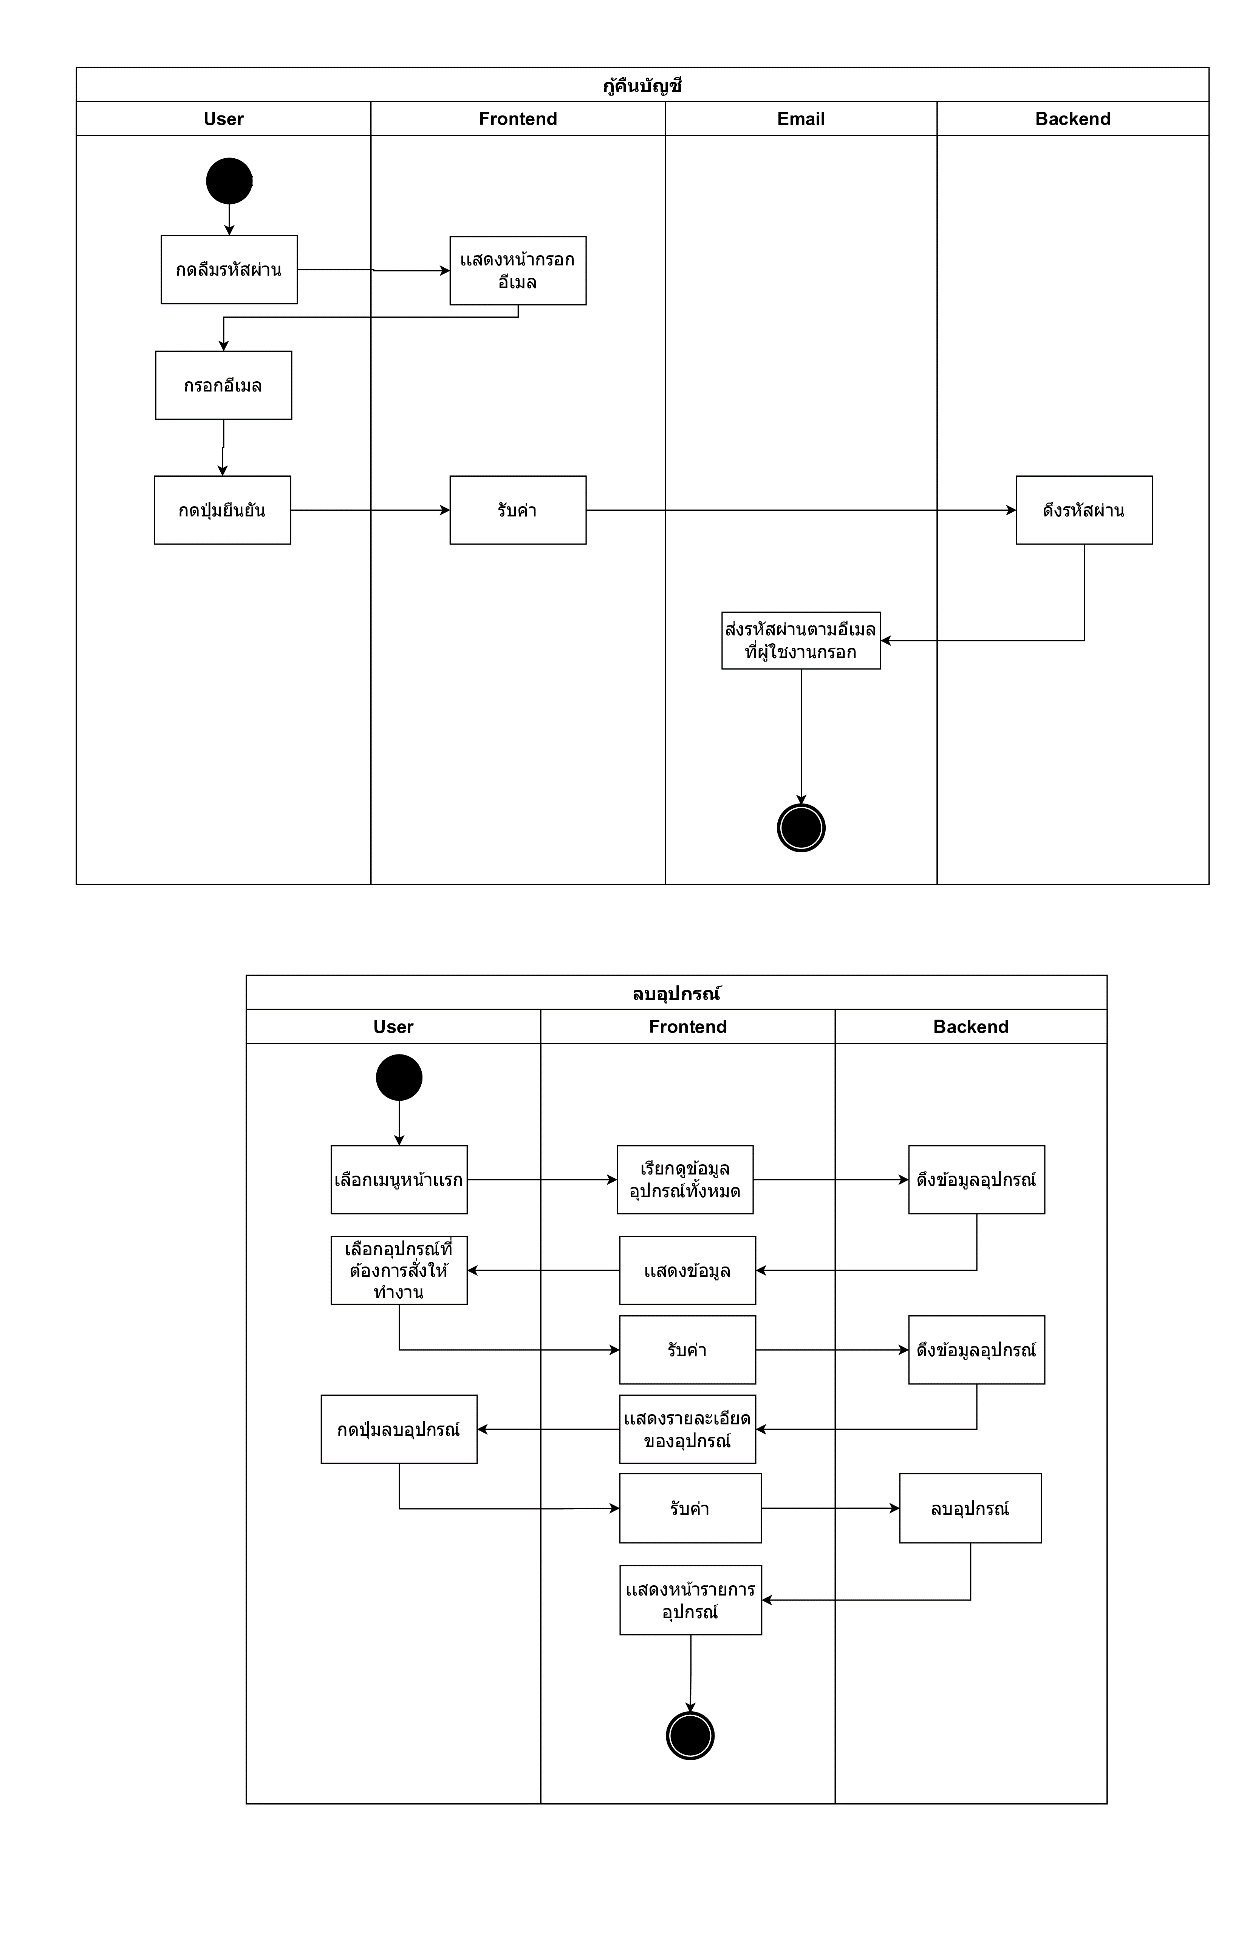 กู้คืนบัญชี
User
Frontend
Email
Backend
กดลืมรหัสผ่าน
แสดงหน้ากรอก
อีเมล
กรอกอีเมล
กดปุ่มยืนยัน
รับค่า
ดึงรหัสผ่าน
ส่งรหัสผ่านตามอีเมล
ที่ผู้ใช้งานกรอก
ลบอุปกรณ์
User
Frontend
Backend
เลือกเมนูหน้าแรก
เรียกดูข้อมูล
อุปกรณ์ทั้งหมด
ดึงข้อมูลอุปกรณ์
เลือกอุปกรณ์ที่
ต้องการสั่งให้
ทำงาน
แสดงข้อมูล
รับค่า
ดึงข้อมูลอุปกรณ์
กดปุ่มลบอุปกรณ์
แสดงรายละเอียด
ของอุปกรณ์
รับค่า
ลบอุปกรณ์
แสดงหน้ารายการ
อุปกรณ์